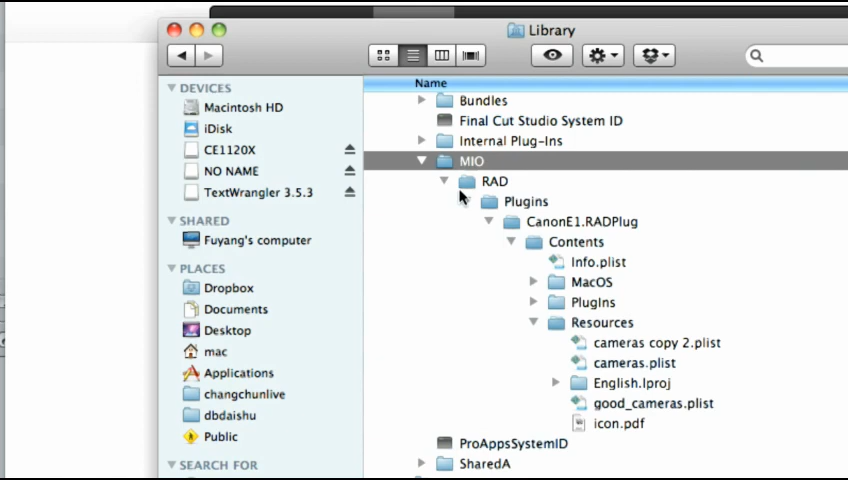 Library
Name
DEVICES
Macintosh HD
iDisk
CE1120X
NO NAME
TextWrangler 3.5.3
SHARED
Fuyang's computer
PLACES
Dropbox
Documents
Desktop
mac
Applications
changchunlive
dbdaishu
Public
SEARCH FOR
Bundles
Final Cut Studio System ID
Internal Plug-Ins
MIO
RAD
Plugins
CanonE1.RADPlug
Contents
Info.plist
MacOS
PlugIns
Resources
cameras copy 2.plist
cameras.plist
English.lproj
good_cameras.plist
icon.pdf
ProAppsSystemID
SharedA